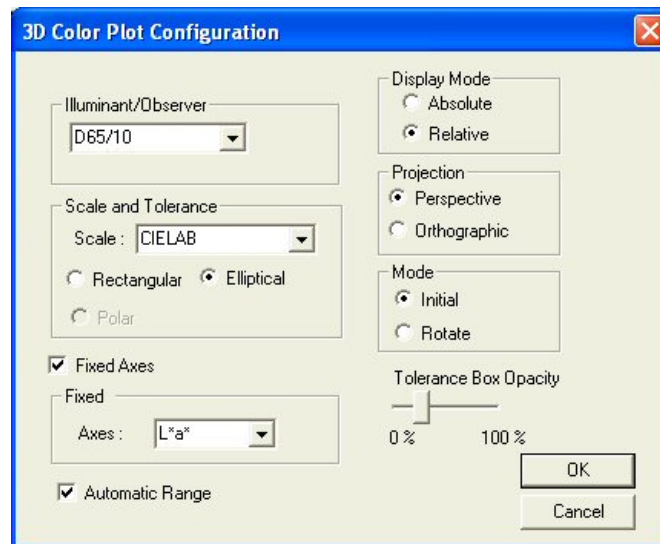 3D Color Plot Configuration
Illuminant/Observer
D65/10
Scale and Tolerance
Scale : CIELAB
Rectangular Elliptical
Polar
Fixed Axes
Fixed
Axes : L*a*
Automatic Range
Display Mode
Absolute
Relative
Projection
Perspective
Orthographic
Mode
Initial
Rotate
Tolerance Box Opacity
0 % 100 %
OK
Cancel